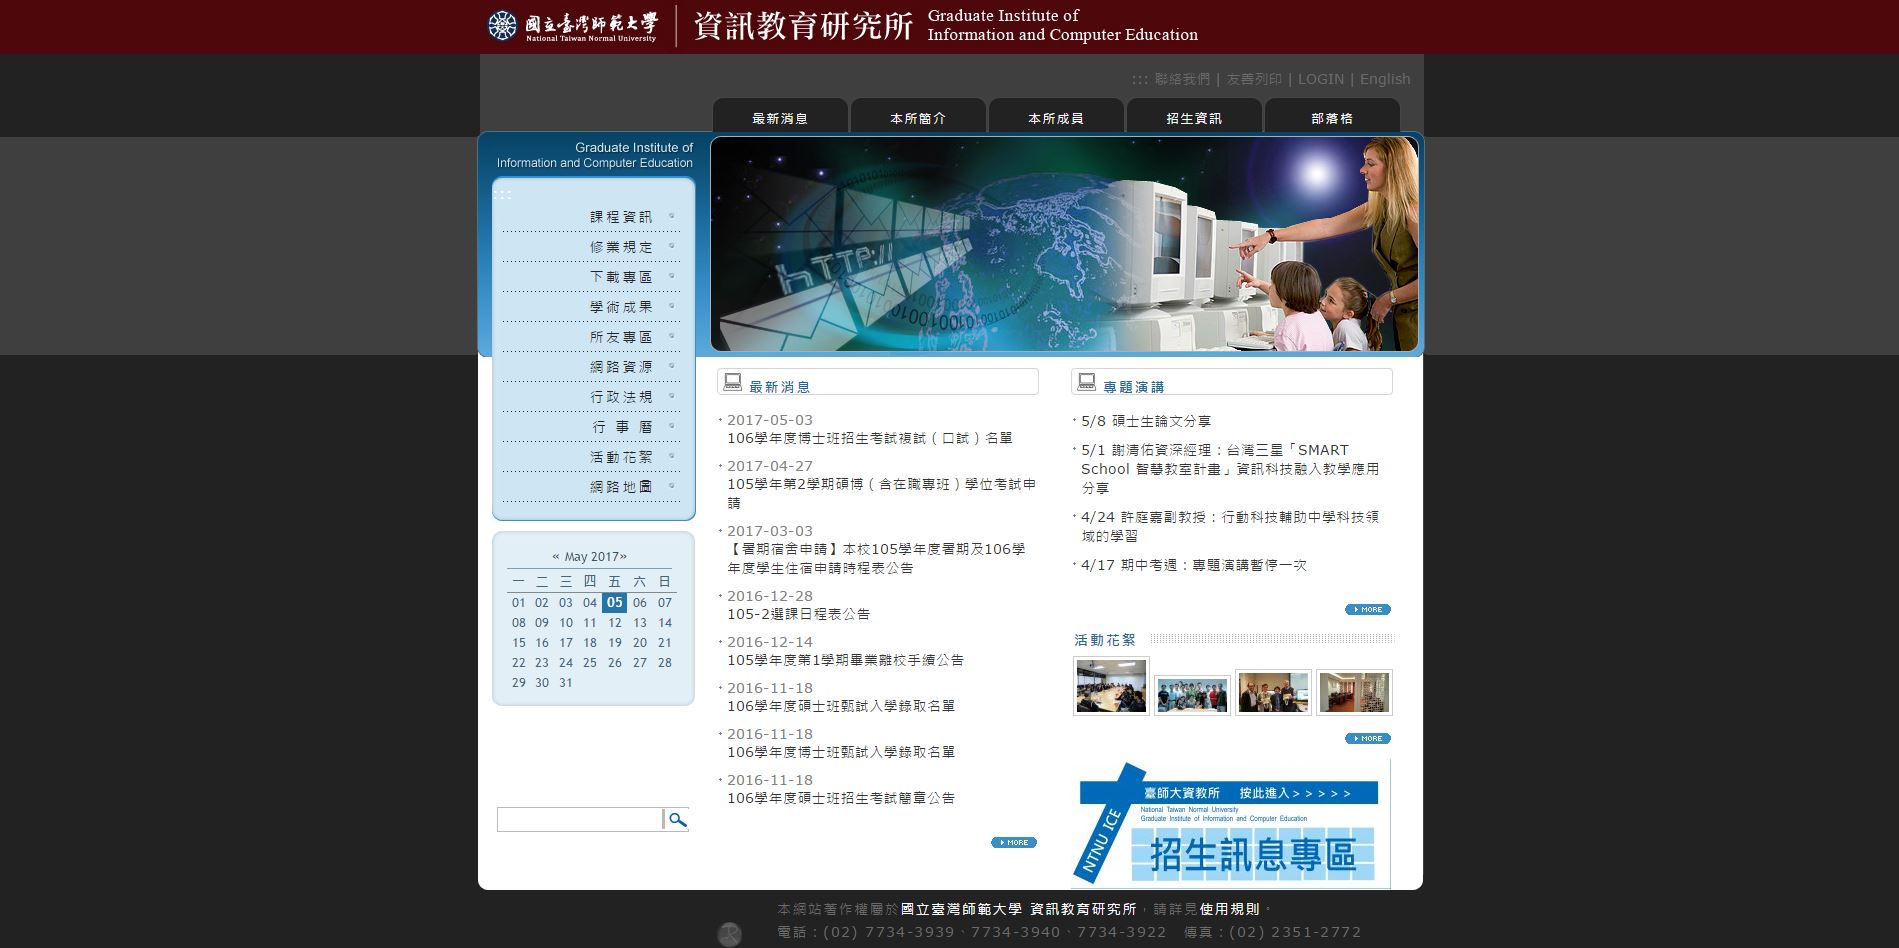 國立臺灣師範大學
National Taiwan Normal University
資訊教育研究所
Graduate Institute of
Information and Computer Education
::: 聯絡我們 | 友善列印 | LOGIN | English
最新消息
本所簡介
本所成員
招生資訊
部落格
Graduate Institute of
Information and Computer Education
:::
課程資訊
修業規定
下載專區
學術成果
所友專區
網路資源
行政法規
行 事 曆
活動花絮
網路地圖
« May 2017»
一 二 三 四 五 六 日
01 02 03 04 05 06 07
08 09 10 11 12 13 14
15 16 17 18 19 20 21
22 23 24 25 26 27 28
29 30 31
http://
最新消息
2017-05-03
106學年度博士班招生考試複試（口試）名單
2017-04-27
105學年第2學期碩博（含在職專班）學位考試申
請
2017-03-03
【暑期宿舍申請】本校105學年度暑期及106學
年度學生住宿申請時程表公告
2016-12-28
105-2選課日程表公告
2016-12-14
105學年度第1學期畢業離校手續公告
2016-11-18
106學年度碩士班甄試入學錄取名單
2016-11-18
106學年度博士班甄試入學錄取名單
2016-11-18
106學年度碩士班招生考試簡章公告
MORE
專題演講
5/8 碩士生論文分享
5/1 謝清佑資深經理：台灣三星「SMART
School 智慧教室計畫」資訊科技融入教學應用
分享
4/24 許庭嘉副教授：行動科技輔助中學科技領
域的學習
4/17 期中考週：專題演講暫停一次
MORE
活動花絮
MORE
臺師大資教所 按此進入>>>>>
National Taiwan Normal University
Graduate Institute of Information and Computer Education
NTNU ICE
招生訊息專區
本網站著作權屬於國立臺灣師範大學 資訊教育研究所，請詳見使用規則。
電話：(02) 7734-3939、7734-3940、7734-3922 傳真：(02) 2351-2772